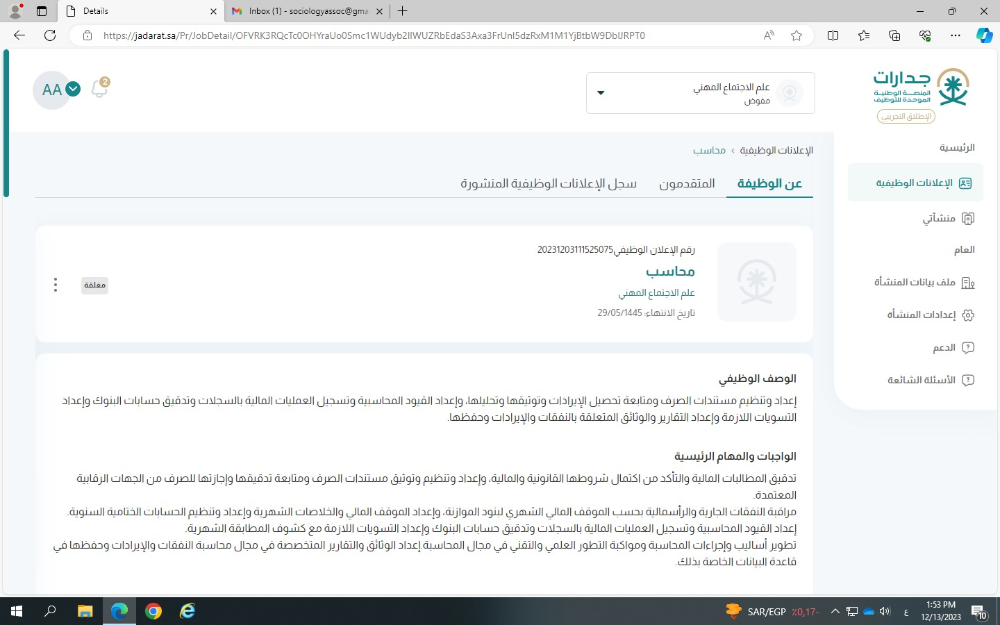 Details
Inbox (1) - sociologyassoc@gma
https://jadarat.sa/Pr/JobDetail/OFVRK3RQcTc0OHYraUo0Smc1WUdyb2llWUZRbEdaS3Axa3FrUnI5dzRxM1M1YjBtbW9DblJRPT0
جدارات
المنصة الوطنية
الموحدة للتوظيف
الإطلاق التجريبي
علم الاجتماع المهني
مفوض
2
AA
الرئيسية
الإعلانات الوظيفية
منشآتي
العام
ملف بيانات المنشأة
إعدادات المنشأة
الدعم
الأسئلة الشائعة
الإعلانات الوظيفية › محاسب
عن الوظيفة
المتقدمون
سجل الإعلانات الوظيفية المنشورة
رقم الإعلان الوظيفي20231203111525075
محاسب
علم الاجتماع المهني
تاريخ الانتهاء: 29/05/1445
مغلقة
الوصف الوظيفي
إعداد وتنظيم مستندات الصرف ومتابعة تحصيل الإيرادات وتوثيقها وتحليلها، وإعداد القيود المحاسبية وتسجيل العمليات المالية بالسجلات وتدقيق حسابات البنوك وإعداد
التسويات اللازمة وإعداد التقارير والوثائق المتعلقة بالنفقات والإيرادات وحفظها.
الواجبات والمهام الرئيسية
تدقيق المطالبات المالية والتأكد من اكتمال شروطها القانونية والمالية، وإعداد وتنظيم وتوثيق مستندات الصرف ومتابعة تدقيقها وإجازتها للصرف من الجهات الرقابية
المعتمدة.
مراقبة النفقات الجارية والرأسمالية بحسب الموقف المالي الشهري لبنود الموازنة، وإعداد الموقف المالي والخلاصات الشهرية وإعداد وتنظيم الحسابات الختامية السنوية.
إعداد القيود المحاسبية وتسجيل العمليات المالية بالسجلات وتدقيق حسابات البنوك وإعداد التسويات اللازمة مع كشوف المطابقة الشهرية.
تطوير أساليب وإجراءات المحاسبة ومواكبة التطور العلمي والتقني في مجال المحاسبة.إعداد الوثائق والتقارير المتخصصة في مجال محاسبة النفقات والإيرادات وحفظها في
قاعدة البيانات الخاصة بذلك.
SAR/EGP
٪0,17-
ع
1:53 PM
12/13/2023
10